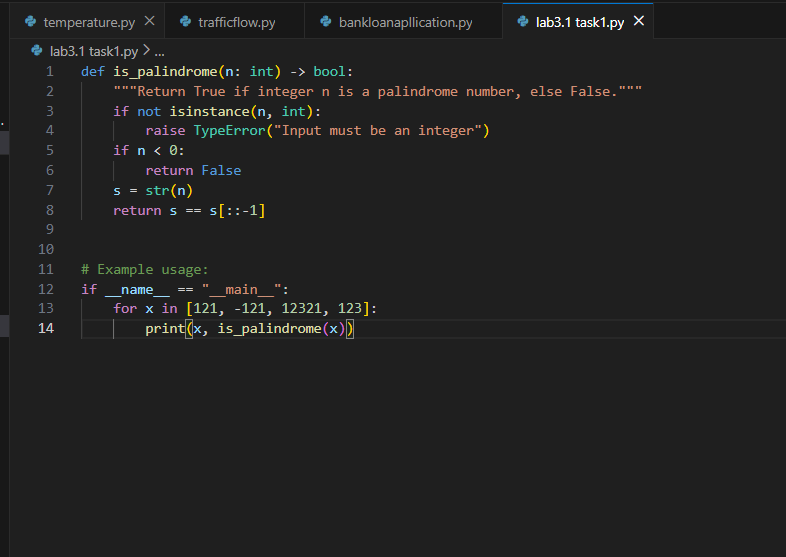 temperature.py trafficflow.py bankloanapllication.py lab3.1 task1.py
lab3.1 task1.py > ...
1 def is_palindrome(n: int) -> bool:
2     """Return True if integer n is a palindrome number, else False."""
3     if not isinstance(n, int):
4         raise TypeError("Input must be an integer")
5     if n < 0:
6         return False
7     s = str(n)
8     return s == s[::-1]
9
10
11 # Example usage:
12 if __name__ == "__main__":
13     for x in [121, -121, 12321, 123]:
14         print(x, is_palindrome(x))